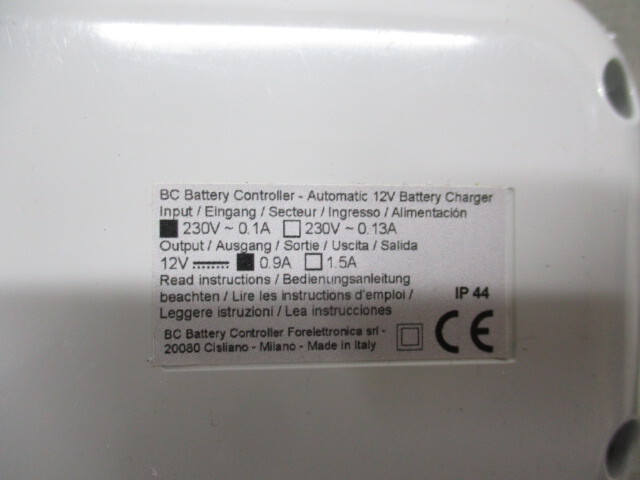 BC Battery Controller - Automatic 12V Battery Charger
Input / Eingang / Secteur / Ingresso / Alimentación
■ 230V ~ 0.1A □ 230V ~ 0.13A
Output / Ausgang / Sortie / Uscita / Salida
12V ⎓ ■ 0.9A □ 1.5A
Read instructions / Bedienungsanleitung
beachten / Lire les instructions d'emploi /
Leggere istruzioni / Lea instrucciones
IP 44
BC Battery Controller Forelettronica srl -
20080 Cisliano - Milano - Made in Italy
CE